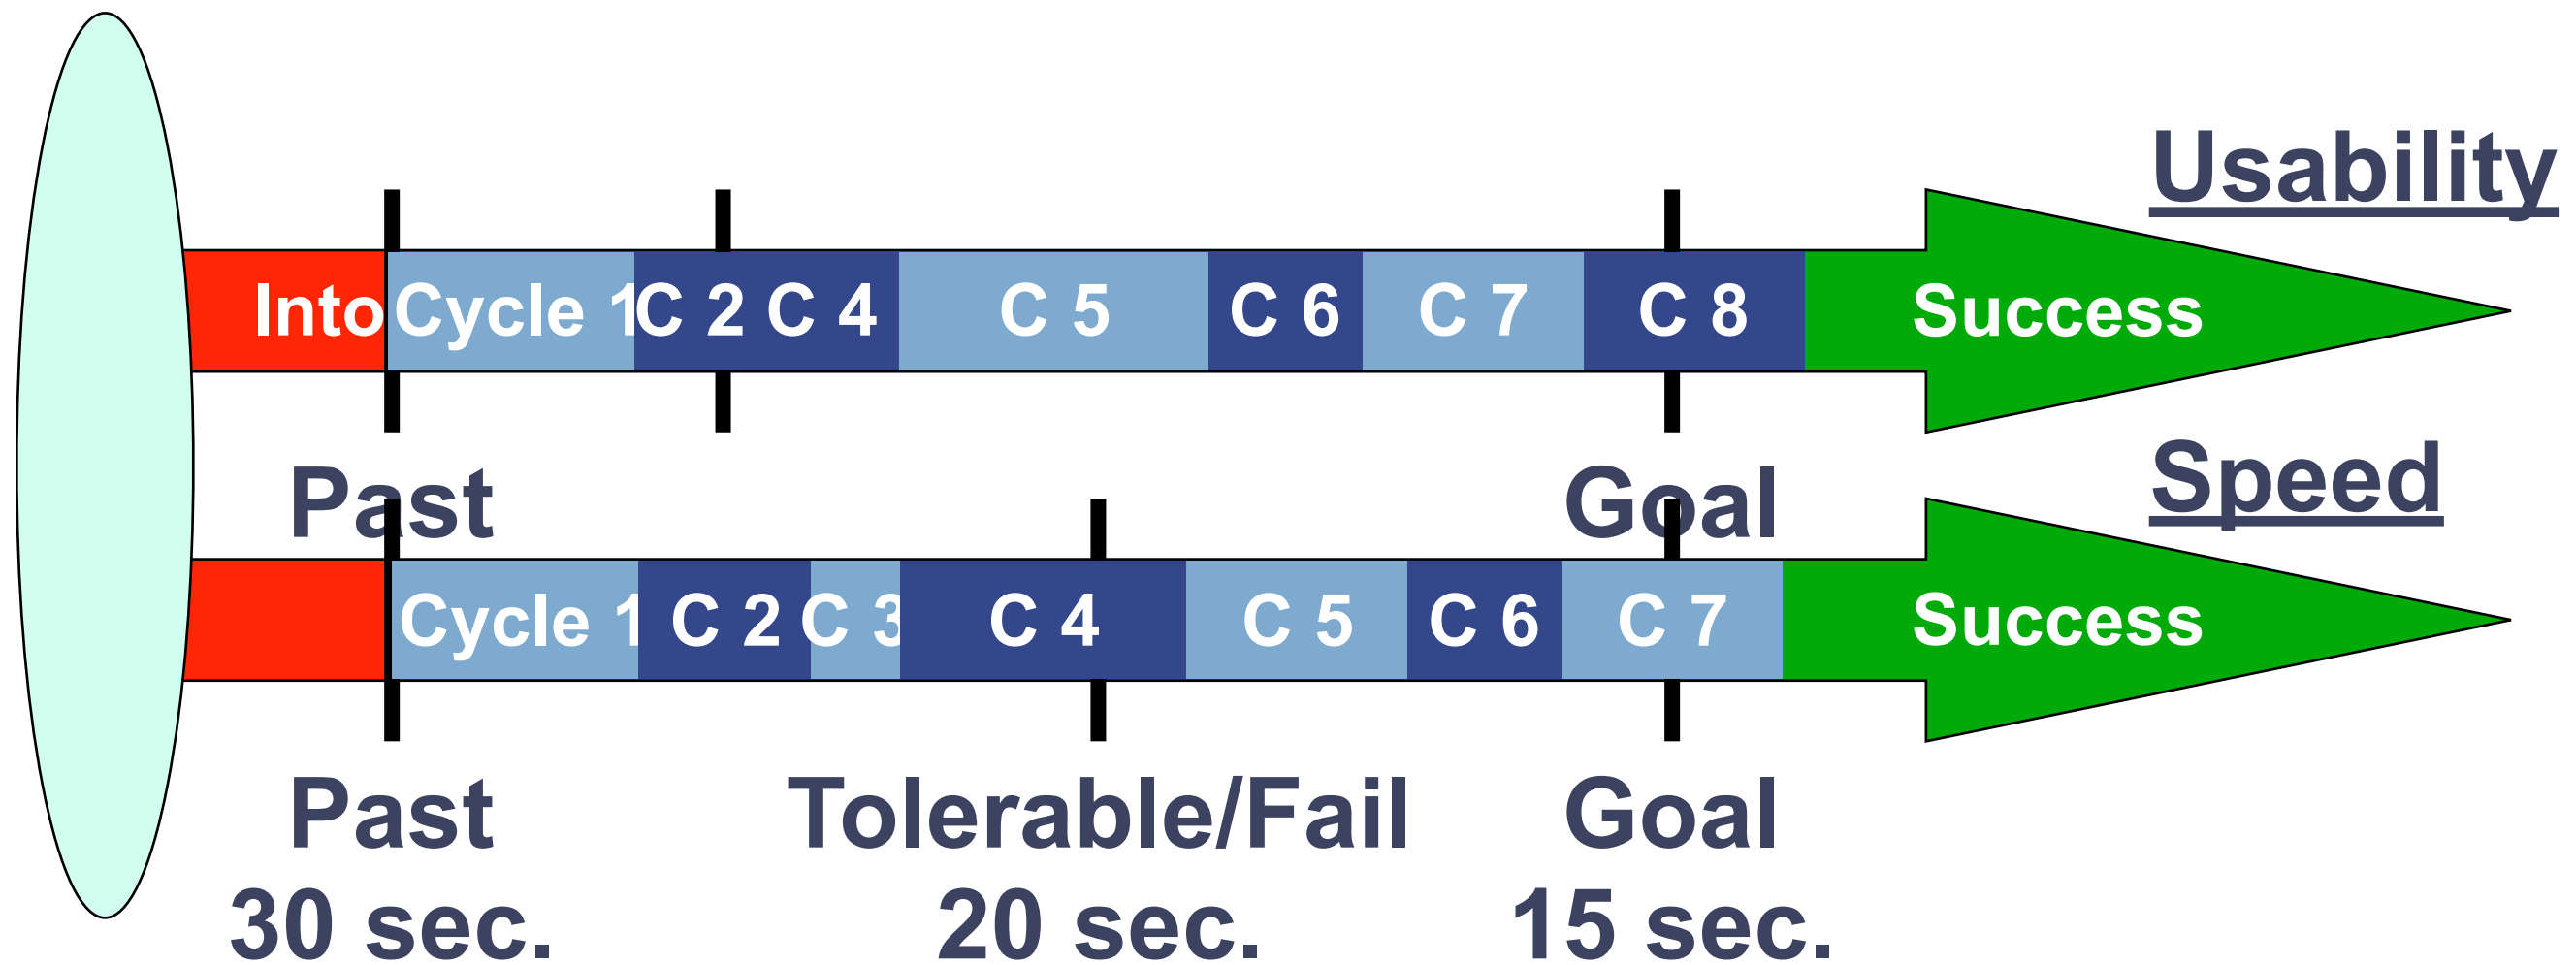 Usability
Into Cycle 1 C 2 C 4 C 5 C 6 C 7 C 8 Success
Past Goal
Speed
Cycle 1 C 2 C 3 C 4 C 5 C 6 C 7 Success
Past Tolerable/Fail Goal
30 sec. 20 sec. 15 sec.